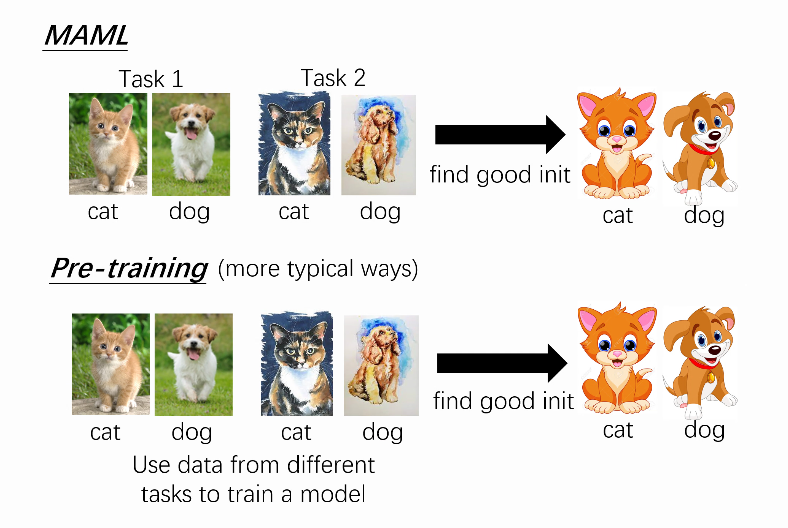 MAML
Task 1
Task 2
cat
dog
cat
dog
find good init
cat
dog
Pre-training (more typical ways)
cat
dog
cat
dog
find good init
cat
dog
Use data from different
tasks to train a model